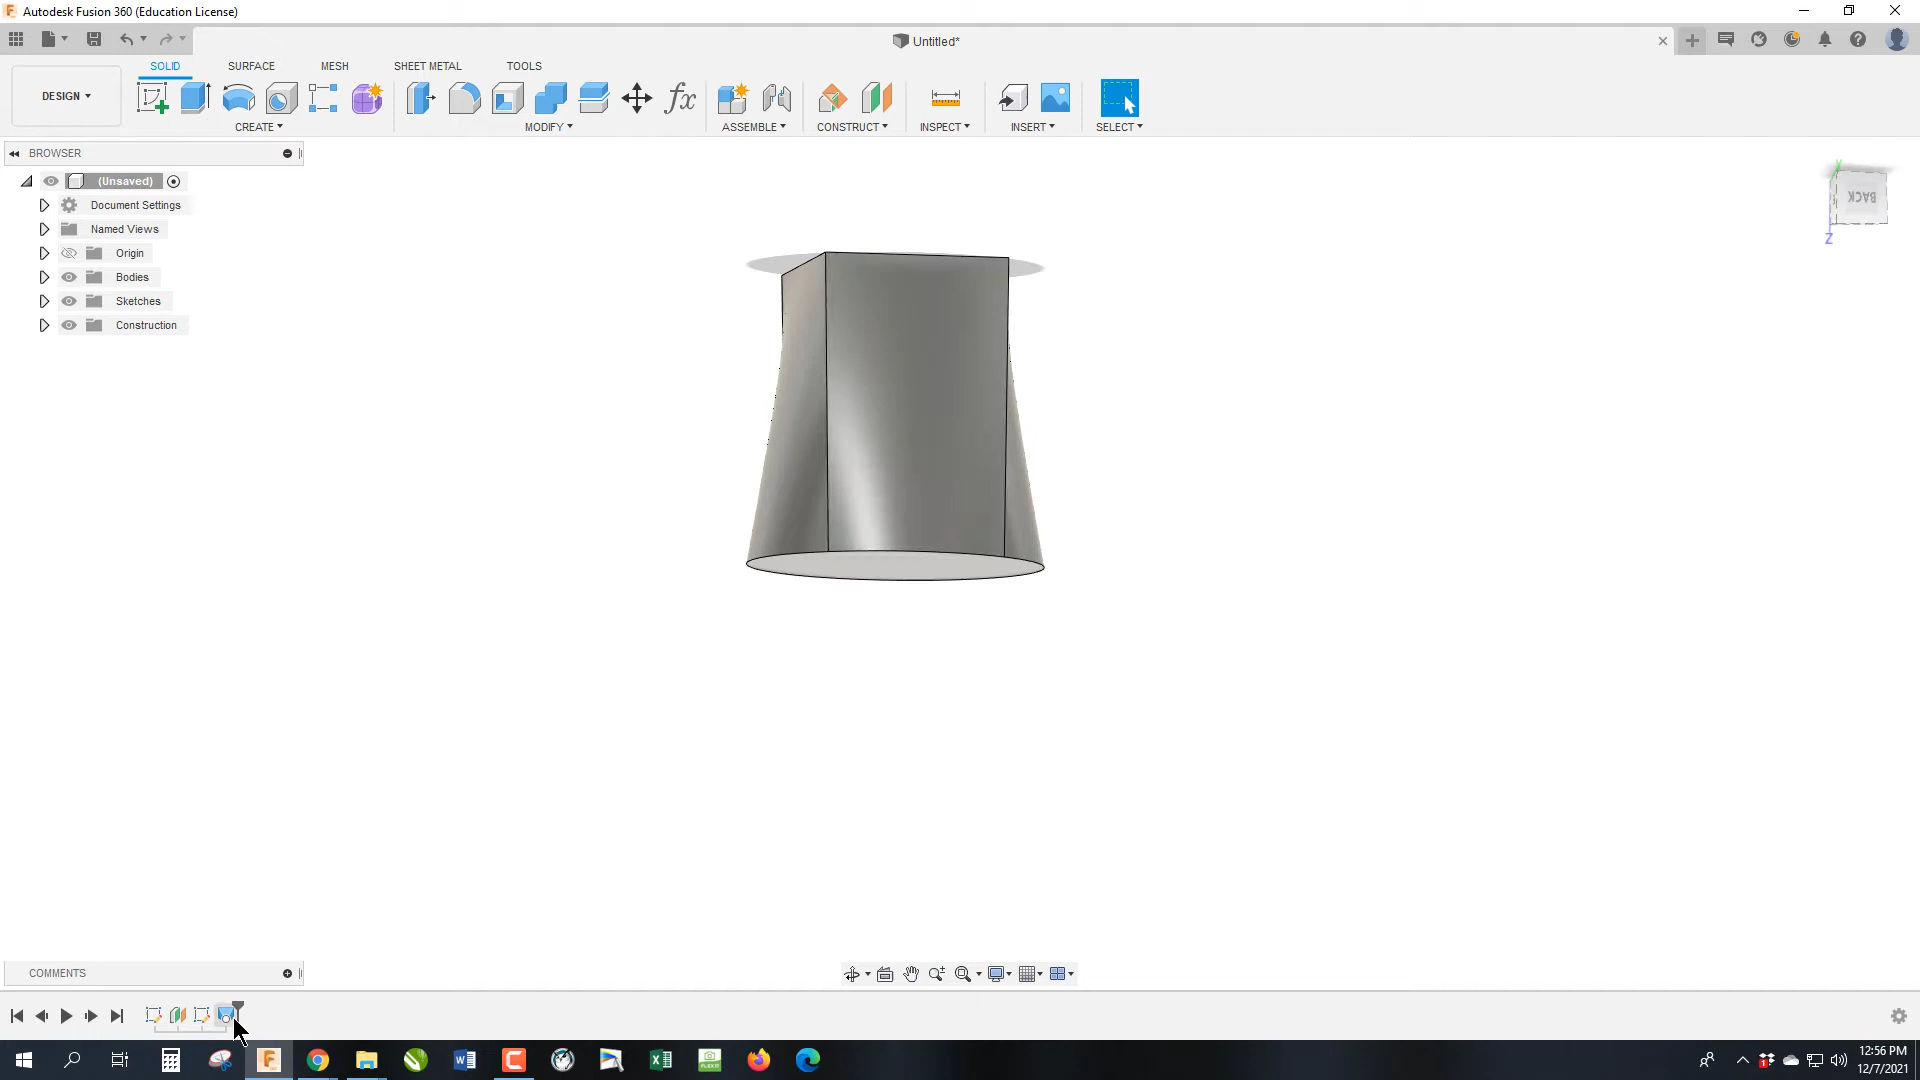 Autodesk Fusion 360 (Education License)
Untitled*
SOLID SURFACE MESH SHEET METAL TOOLS
DESIGN
CREATE MODIFY ASSEMBLE CONSTRUCT INSPECT INSERT SELECT
BROWSER
(Unsaved)
Document Settings
Named Views
Origin
Bodies
Sketches
Construction
BACK
Y
Z
COMMENTS
12:56 PM
12/7/2021